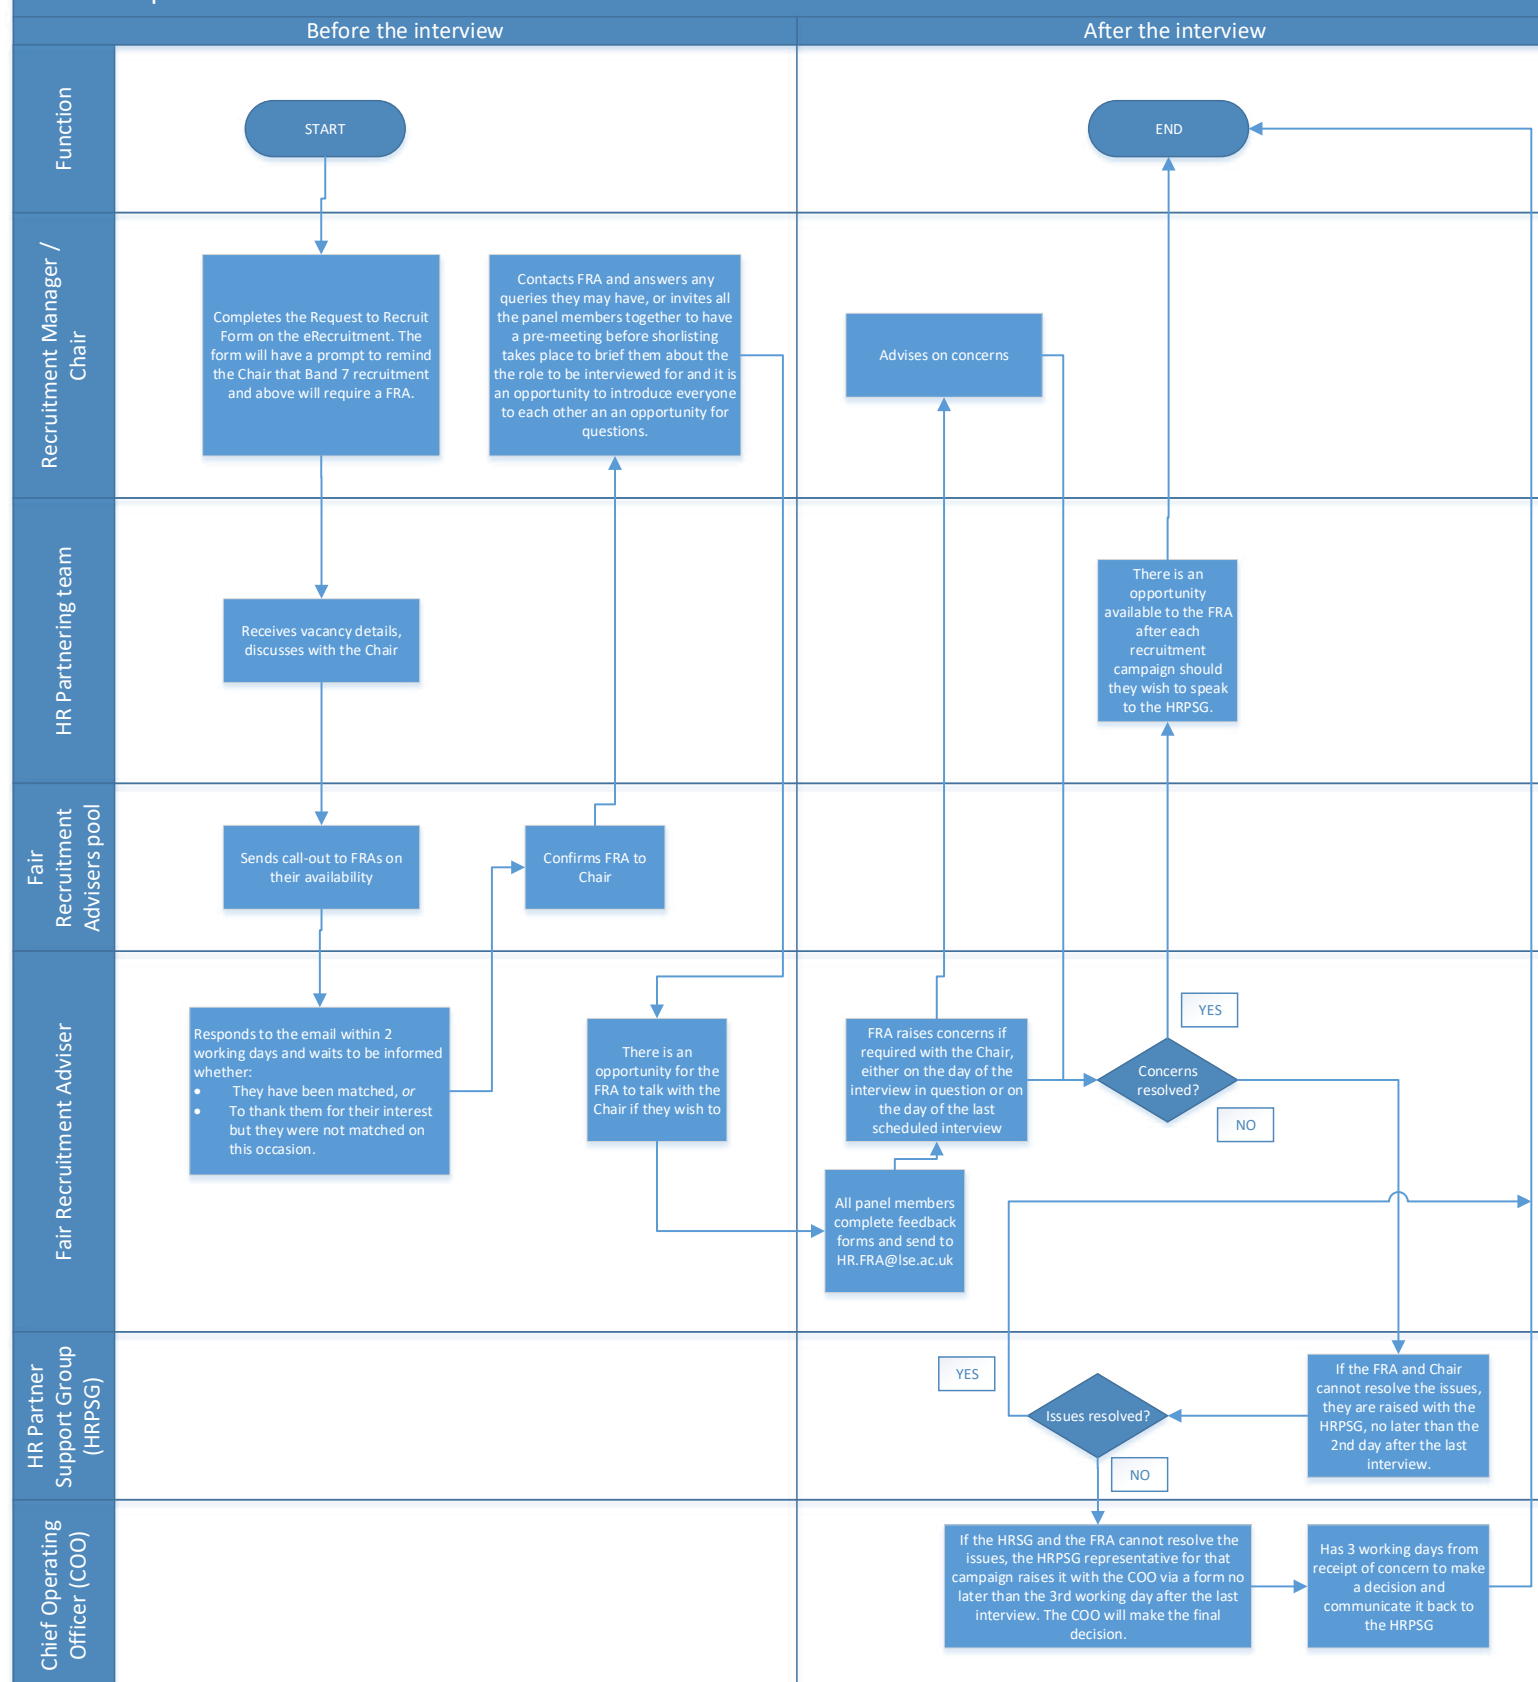 Before the interview
After the interview
Function
START
END
Recruitment Manager /
Chair
Completes the Request to Recruit
Form on the eRecruitment. The
form will have a prompt to remind
the Chair that Band 7 recruitment
and above will require a FRA.
Contacts FRA and answers any
queries they may have, or invites all
the panel members together to have
a pre-meeting before shorlisting
takes place to brief them about the
the role to be interviewed for and it is
an opportunity to introduce everyone
to each other an an opportunity for
questions.
Advises on concerns
HR Partnering team
Receives vacancy details,
discusses with the Chair
There is an
opportunity
available to the FRA
after each
recruitment
campaign should
they wish to speak
to the HRPSG.
Fair
Recruitment
Advisers pool
Sends call-out to FRAs on
their availability
Confirms FRA to
Chair
Fair Recruitment Adviser
Responds to the email within 2
working days and waits to be informed
whether:
• They have been matched, or
• To thank them for their interest
but they were not matched on
this occasion.
There is an
opportunity for the
FRA to talk with the
Chair if they wish to
FRA raises concerns if
required with the Chair,
either on the day of the
interview in question or on
the day of the last
scheduled interview
All panel members
complete feedback
forms and send to
HR.FRA@lse.ac.uk
YES
Concerns
resolved?
NO
HR Partner
Support Group
(HRPSG)
YES
Issues resolved?
NO
If the FRA and Chair
cannot resolve the issues,
they are raised with the
HRPSG, no later than the
2nd day after the last
interview.
Chief Operating
Officer (COO)
If the HRSG and the FRA cannot resolve the
issues, the HRPSG representative for that
campaign raises it with the COO via a form no
later than the 3rd working day after the last
interview. The COO will make the final
decision.
Has 3 working days from
receipt of concern to make
a decision and
communicate it back to
the HRPSG